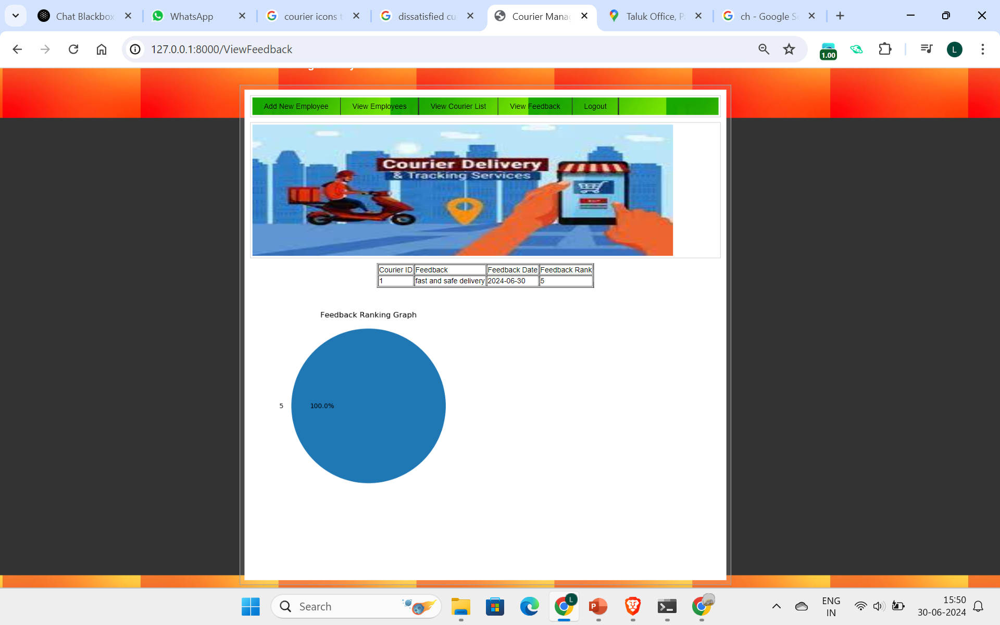 Chat Blackbox
WhatsApp
courier icons t
dissatisfied cu
Courier Mana
Taluk Office, P
ch - Google S
127.0.0.1:8000/ViewFeedback
1.00
L
Add New Employee
View Employees
View Courier List
View Feedback
Logout
Courier Delivery
& Tracking Services
Courier ID Feedback Feedback Date Feedback Rank
1 fast and safe delivery 2024-06-30 5
Feedback Ranking Graph
5 100.0%
Search
L
P
ENG
IN
15:50
30-06-2024